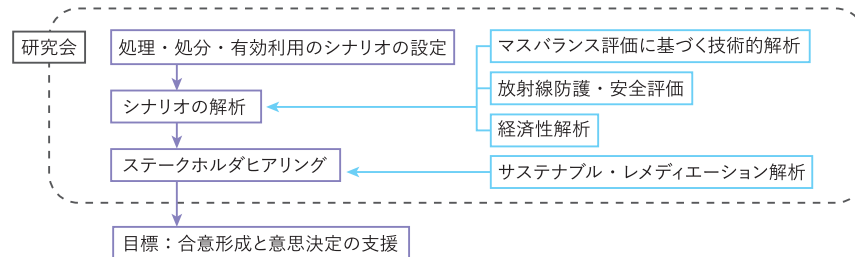 研究会
処理・処分・有効利用のシナリオの設定
シナリオの解析
ステークホルダヒアリング
目標：合意形成と意思決定の支援
マスバランス評価に基づく技術的解析
放射線防護・安全評価
経済性解析
サステナブル・レメディエーション解析